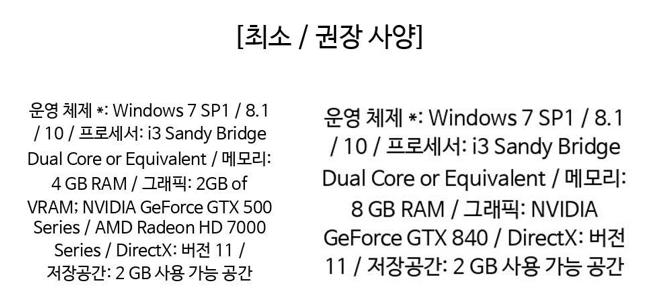 [최소 / 권장 사양]
운영 체제 *: Windows 7 SP1 / 8.1
/ 10 / 프로세서: i3 Sandy Bridge
Dual Core or Equivalent / 메모리:
4 GB RAM / 그래픽: 2GB of
VRAM; NVIDIA GeForce GTX 500
Series / AMD Radeon HD 7000
Series / DirectX: 버전 11 /
저장공간: 2 GB 사용 가능 공간
운영 체제 *: Windows 7 SP1 / 8.1
/ 10 / 프로세서: i3 Sandy Bridge
Dual Core or Equivalent / 메모리:
8 GB RAM / 그래픽: NVIDIA
GeForce GTX 840 / DirectX: 버전
11 / 저장공간: 2 GB 사용 가능 공간